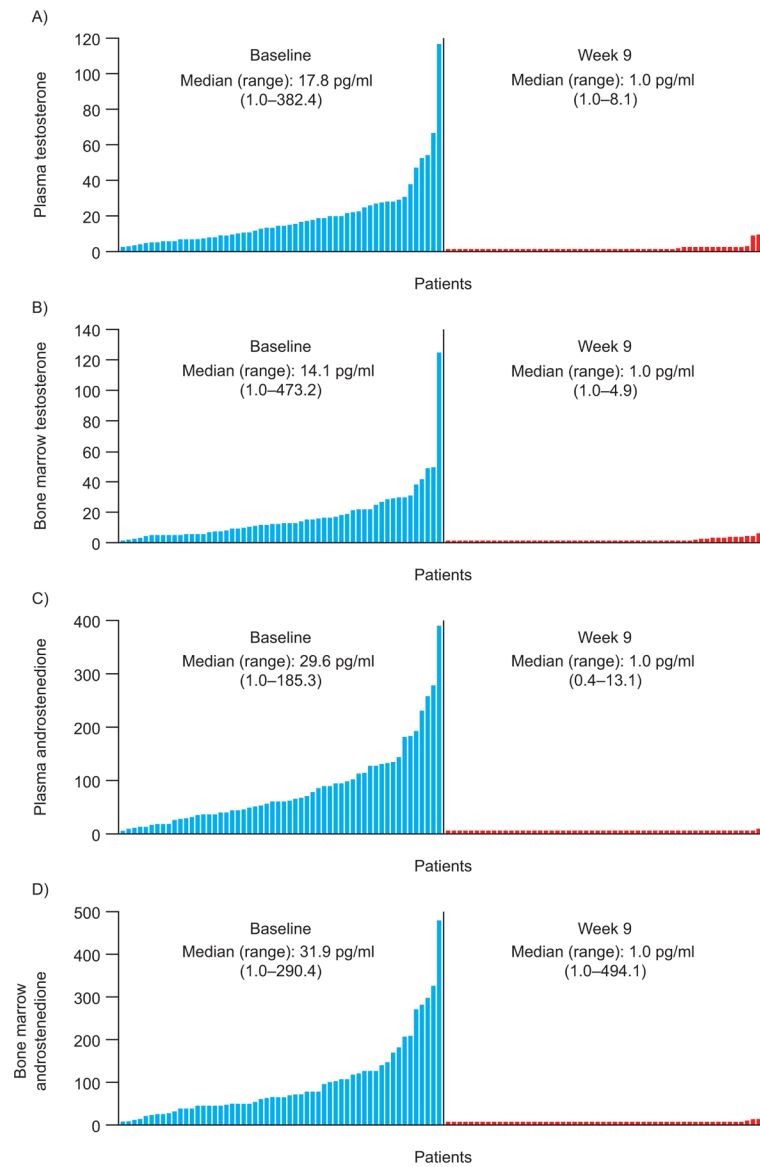 A)
Plasma testosterone
120
100
80
60
40
20
0
Baseline
Median (range): 17.8 pg/ml
(1.0–382.4)
Week 9
Median (range): 1.0 pg/ml
(1.0–8.1)
Patients
B)
Bone marrow testosterone
140
120
100
80
60
40
20
0
Baseline
Median (range): 14.1 pg/ml
(1.0–473.2)
Week 9
Median (range): 1.0 pg/ml
(1.0–4.9)
Patients
C)
Plasma androstenedione
400
300
200
100
0
Baseline
Median (range): 29.6 pg/ml
(1.0–185.3)
Week 9
Median (range): 1.0 pg/ml
(0.4–13.1)
Patients
D)
Bone marrow
androstenedione
500
400
300
200
100
0
Baseline
Median (range): 31.9 pg/ml
(1.0–290.4)
Week 9
Median (range): 1.0 pg/ml
(1.0–494.1)
Patients